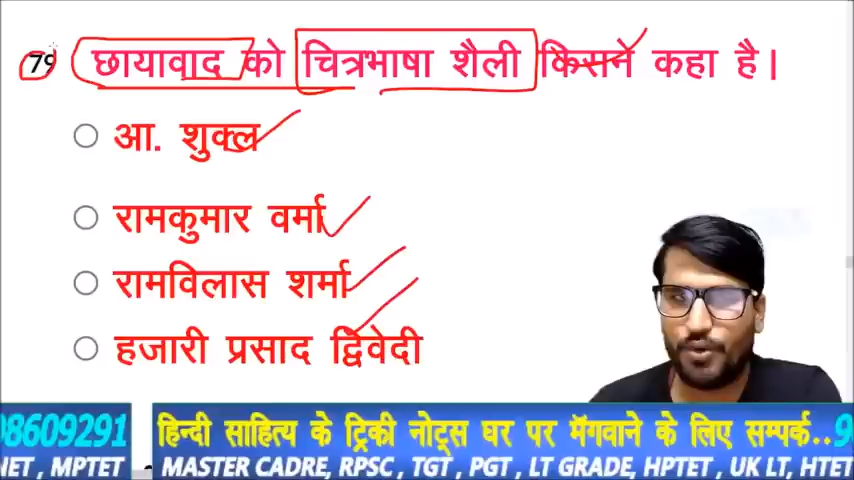 79 छायावाद को चित्रभाषा शैली किसने कहा है।
आ. शुक्ल
रामकुमार वर्मा
रामविलास शर्मा
हजारी प्रसाद द्विवेदी
98609291 हिन्दी साहित्य के ट्रिकी नोट्स घर पर मॅगवाने के लिए सम्पर्क..9
NET , MPTET MASTER CADRE, RPSC , TGT , PGT , LT GRADE, HPTET , UK LT, HTET